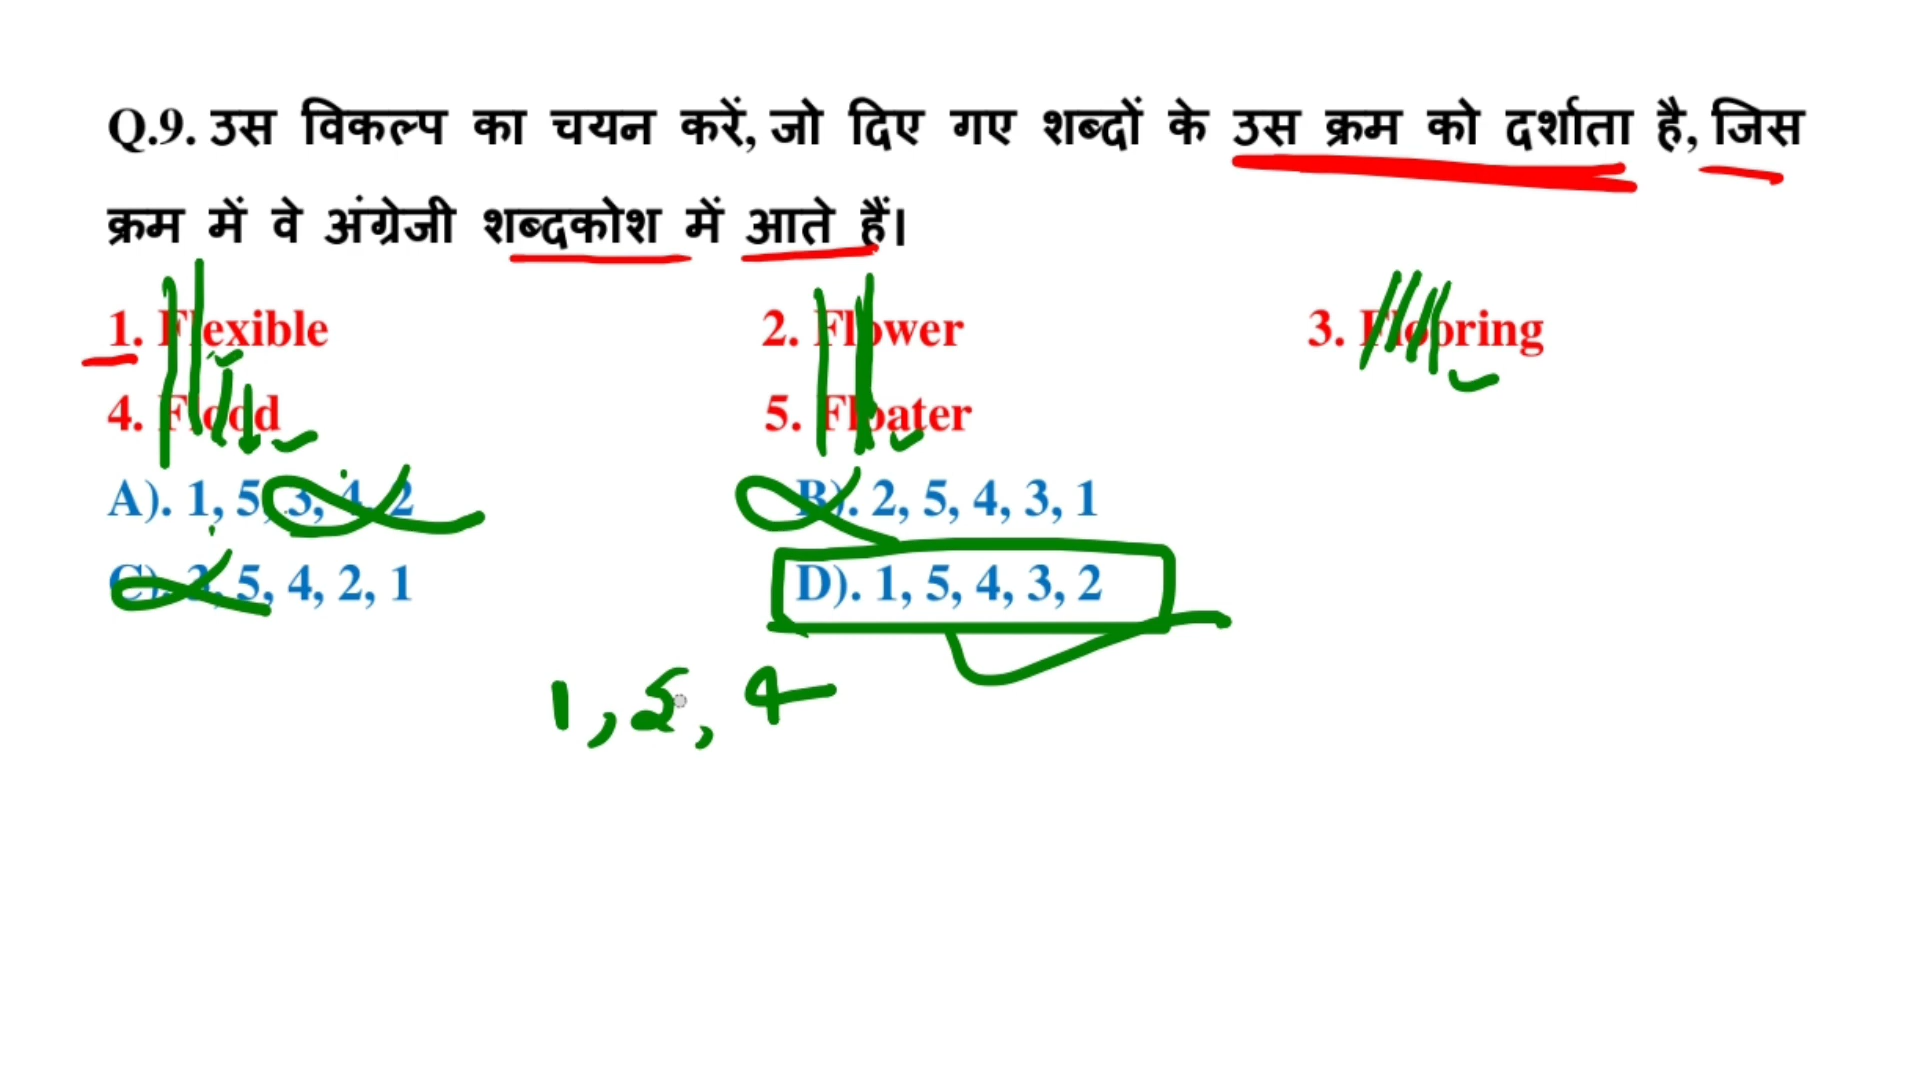 Q.9. उस विकल्प का चयन करें, जो दिए गए शब्दों के उस क्रम को दर्शाता है, जिस
क्रम में वे अंग्रेजी शब्दकोश में आते हैं।
1. Flexible 2. Flower 3. Flooring
4. Flood 5. Floater
A). 1, 5, 3, 4, 2 B). 2, 5, 4, 3, 1
C). 3, 5, 4, 2, 1 D). 1, 5, 4, 3, 2
1, 5, 4